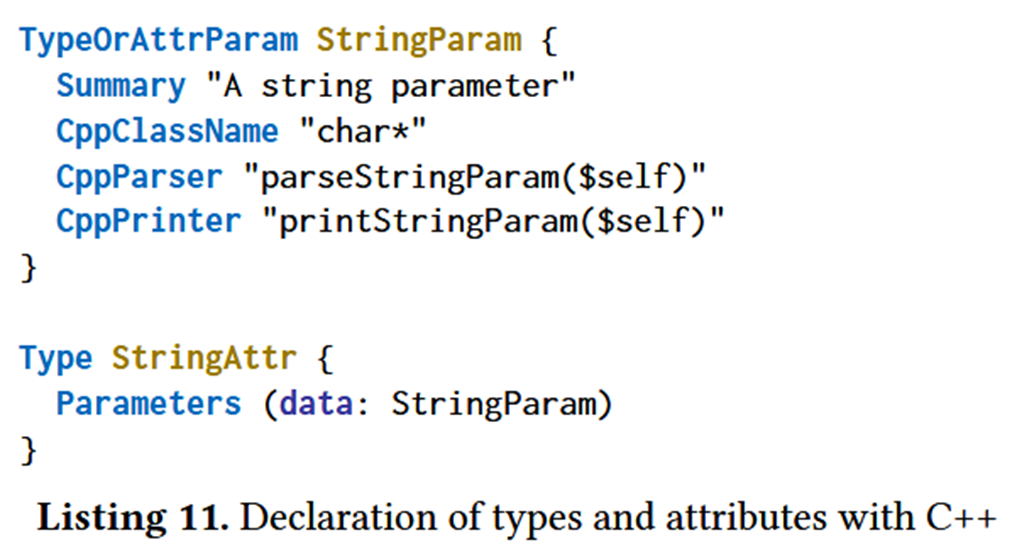 TypeOrAttrParam StringParam {
  Summary "A string parameter"
  CppClassName "char*"
  CppParser "parseStringParam($self)"
  CppPrinter "printStringParam($self)"
}

Type StringAttr {
  Parameters (data: StringParam)
}
Listing 11. Declaration of types and attributes with C++